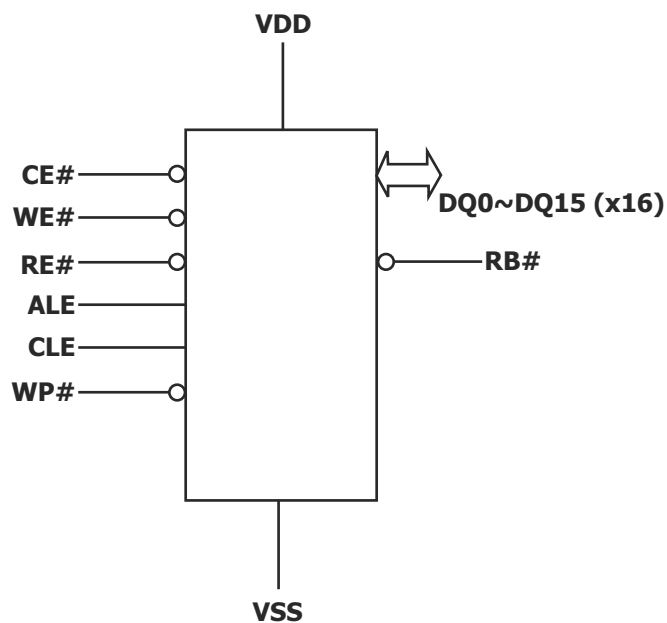 VDD
CE#
WE#
RE#
ALE
CLE
WP#
DQ0~DQ15 (x16)
RB#
VSS